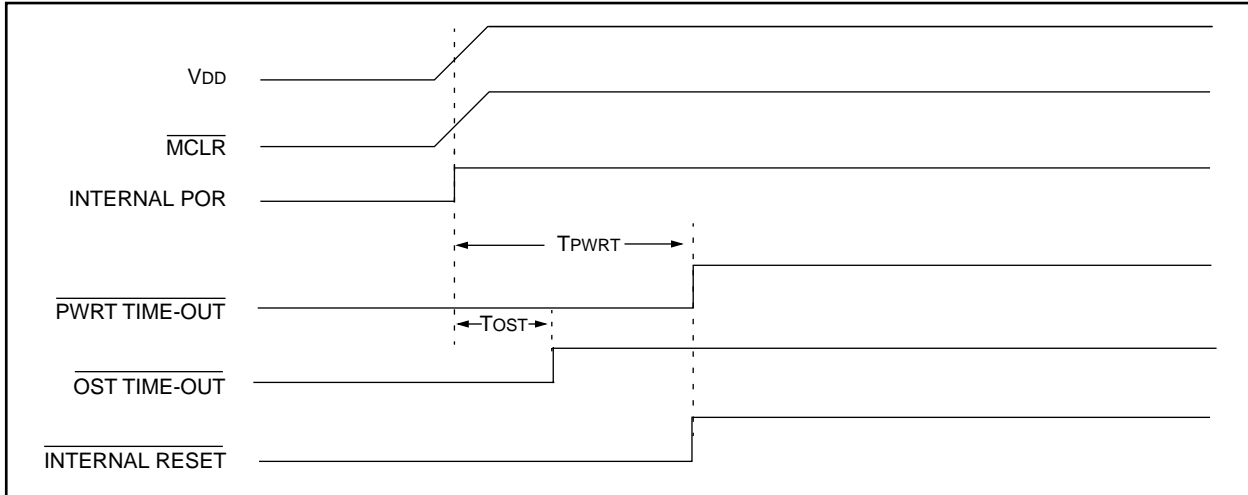 VDD
MCLR
INTERNAL POR
TPWRT
PWRT TIME-OUT
TOST
OST TIME-OUT
INTERNAL RESET